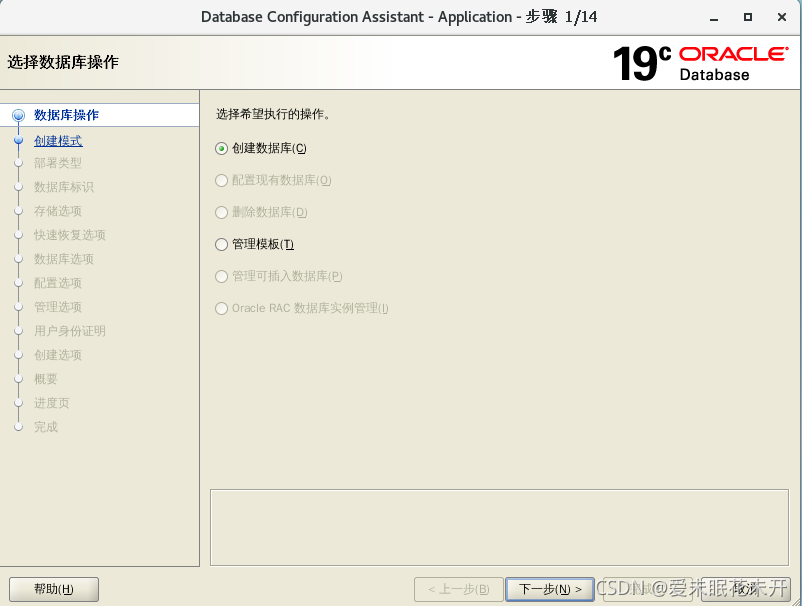 Database Configuration Assistant - Application - 步骤 1/14
选择数据库操作
19c ORACLE
Database
数据库操作
创建模式
部署类型
数据库标识
存储选项
快速恢复选项
数据库选项
配置选项
管理选项
用户身份证明
创建选项
概要
进度页
完成
选择希望执行的操作。
创建数据库(C)
配置现有数据库(O)
删除数据库(D)
管理模板(T)
管理可插入数据库(P)
Oracle RAC 数据库实例管理(I)
帮助(H)
< 上一步(B)
下一步(N) >
取消
CSDN @爱未眠花未开